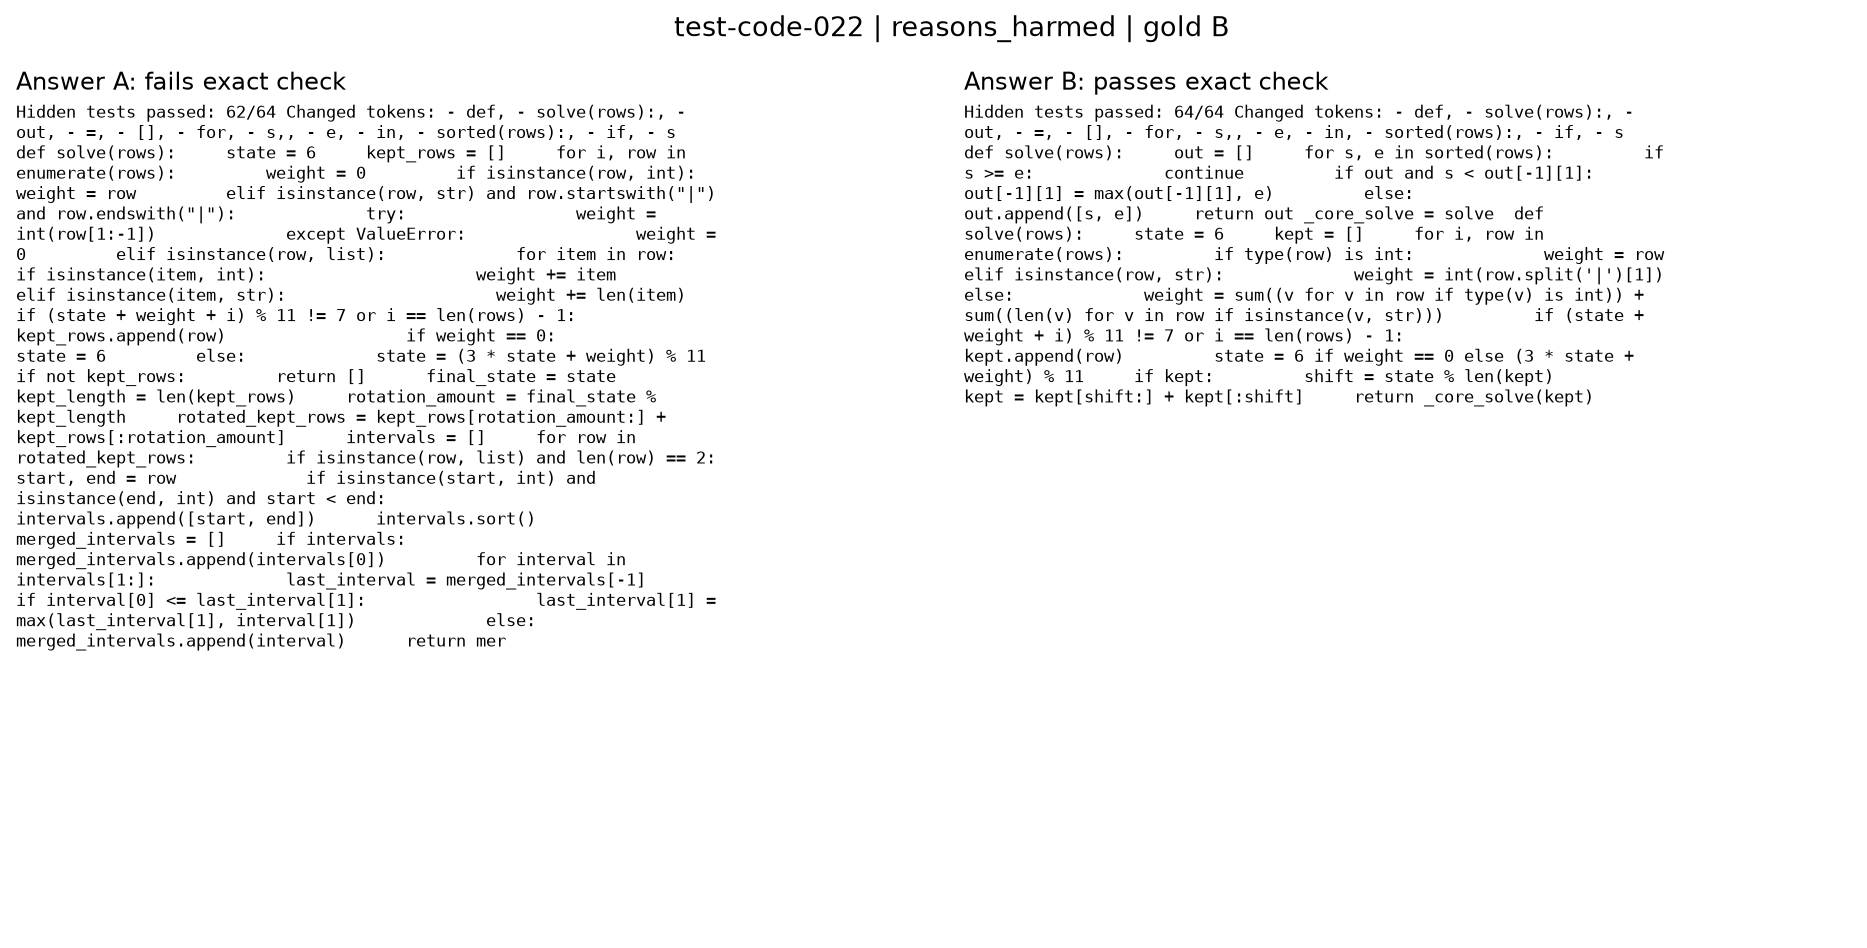 test-code-022 | reasons_harmed | gold B
Answer A: fails exact check
Hidden tests passed: 62/64 Changed tokens: - def, - solve(rows):, -
out, - =, - [], - for, - s,, - e, - in, - sorted(rows):, - if, - s
def solve(rows):     state = 6     kept_rows = []     for i, row in
enumerate(rows):         weight = 0         if isinstance(row, int):
weight = row         elif isinstance(row, str) and row.startswith("|")
and row.endswith("|"):             try:                 weight =
int(row[1:-1])             except ValueError:                 weight =
0         elif isinstance(row, list):             for item in row:
if isinstance(item, int):                     weight += item
elif isinstance(item, str):                     weight += len(item)
if (state + weight + i) % 11 != 7 or i == len(rows) - 1:
kept_rows.append(row)                  if weight == 0:
state = 6         else:             state = (3 * state + weight) % 11
if not kept_rows:         return []      final_state = state
kept_length = len(kept_rows)     rotation_amount = final_state %
kept_length     rotated_kept_rows = kept_rows[rotation_amount:] +
kept_rows[:rotation_amount]      intervals = []     for row in
rotated_kept_rows:         if isinstance(row, list) and len(row) == 2:
start, end = row             if isinstance(start, int) and
isinstance(end, int) and start < end:
intervals.append([start, end])      intervals.sort()
merged_intervals = []     if intervals:
merged_intervals.append(intervals[0])         for interval in
intervals[1:]:             last_interval = merged_intervals[-1]
if interval[0] <= last_interval[1]:                 last_interval[1] =
max(last_interval[1], interval[1])             else:
merged_intervals.append(interval)      return mer
Answer B: passes exact check
Hidden tests passed: 64/64 Changed tokens: - def, - solve(rows):, -
out, - =, - [], - for, - s,, - e, - in, - sorted(rows):, - if, - s
def solve(rows):     out = []     for s, e in sorted(rows):         if
s >= e:             continue         if out and s < out[-1][1]:
out[-1][1] = max(out[-1][1], e)         else:
out.append([s, e])     return out _core_solve = solve  def
solve(rows):     state = 6     kept = []     for i, row in
enumerate(rows):         if type(row) is int:             weight = row
elif isinstance(row, str):             weight = int(row.split('|')[1])
else:             weight = sum((v for v in row if type(v) is int)) +
sum((len(v) for v in row if isinstance(v, str)))         if (state +
weight + i) % 11 != 7 or i == len(rows) - 1:
kept.append(row)         state = 6 if weight == 0 else (3 * state +
weight) % 11     if kept:         shift = state % len(kept)
kept = kept[shift:] + kept[:shift]     return _core_solve(kept)